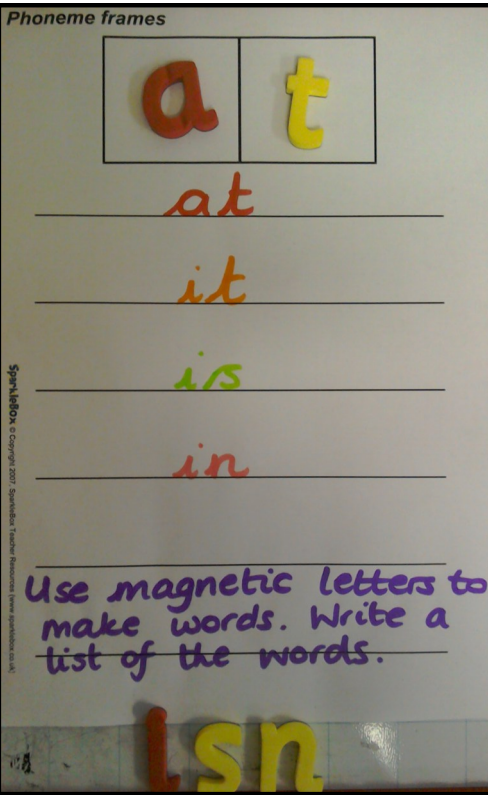 Phoneme frames
a t
at
it
is
in
Use magnetic letters to
make words. Write a
list of the words.
SparkleBox © Copyright 2007, SparkleBox Teacher Resources (www.sparklebox.co.uk)
i s n